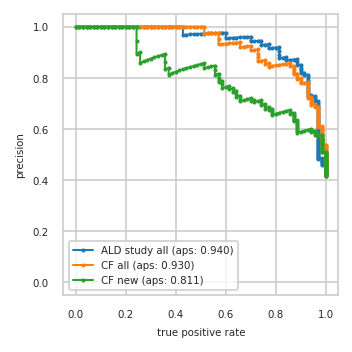 1.0
0.8
0.6
0.4
0.2
0.0
precision
ALD study all (aps: 0.940)
CF all (aps: 0.930)
CF new (aps: 0.811)
0.0 0.2 0.4 0.6 0.8 1.0
true positive rate